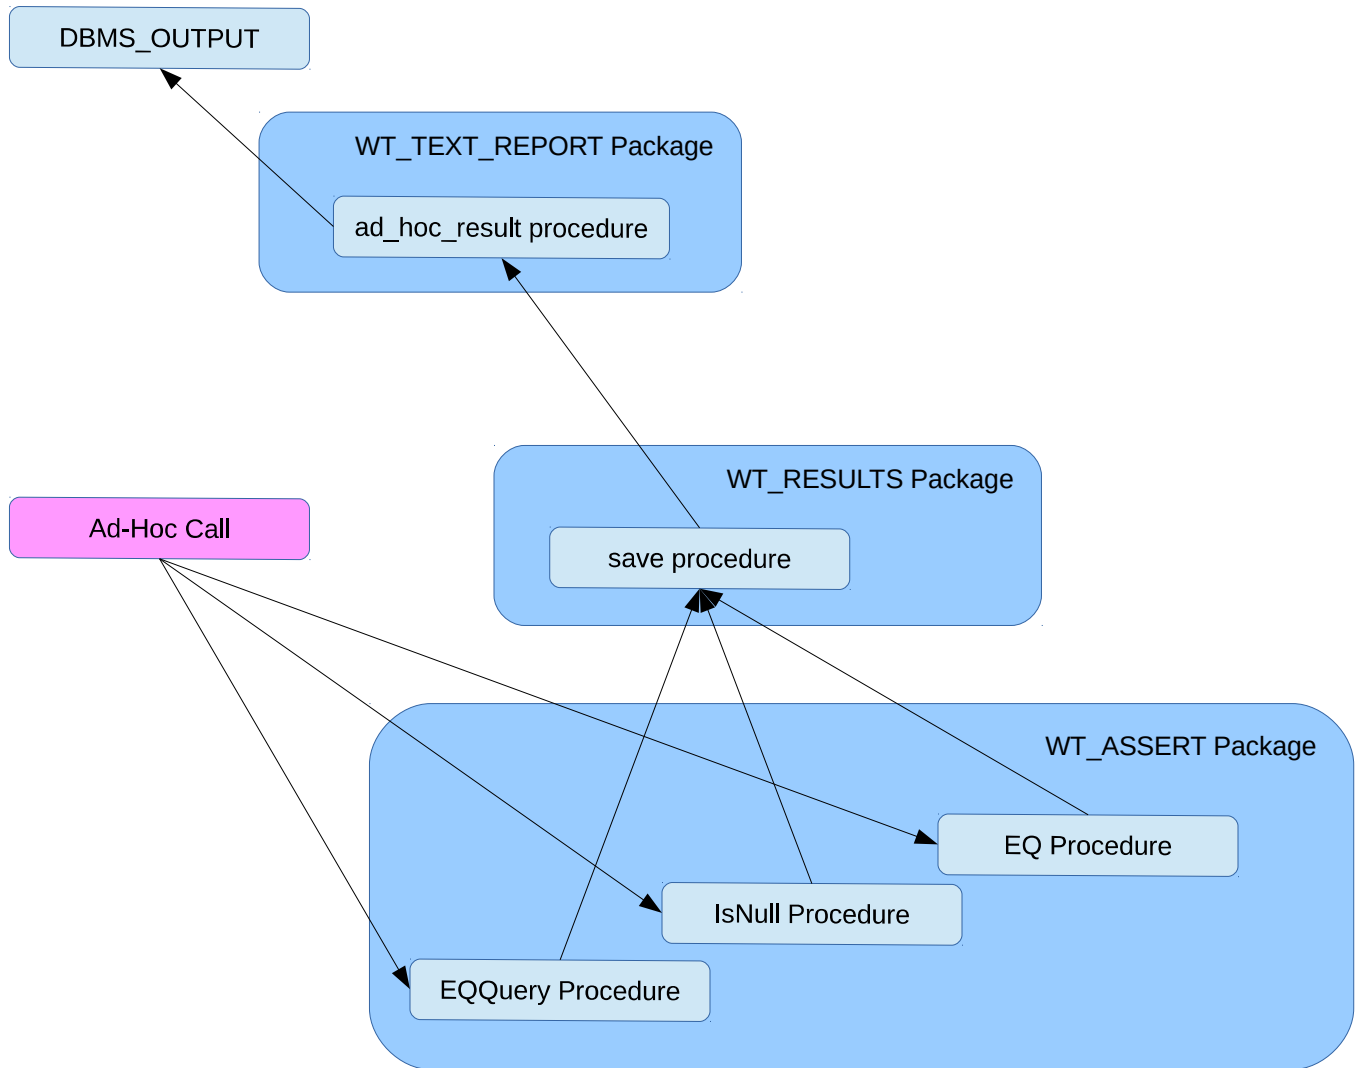 DBMS_OUTPUT
WT_TEXT_REPORT Package
ad_hoc_result procedure
WT_RESULTS Package
Ad-Hoc Call
save procedure
WT_ASSERT Package
EQ Procedure
IsNull Procedure
EQQuery Procedure